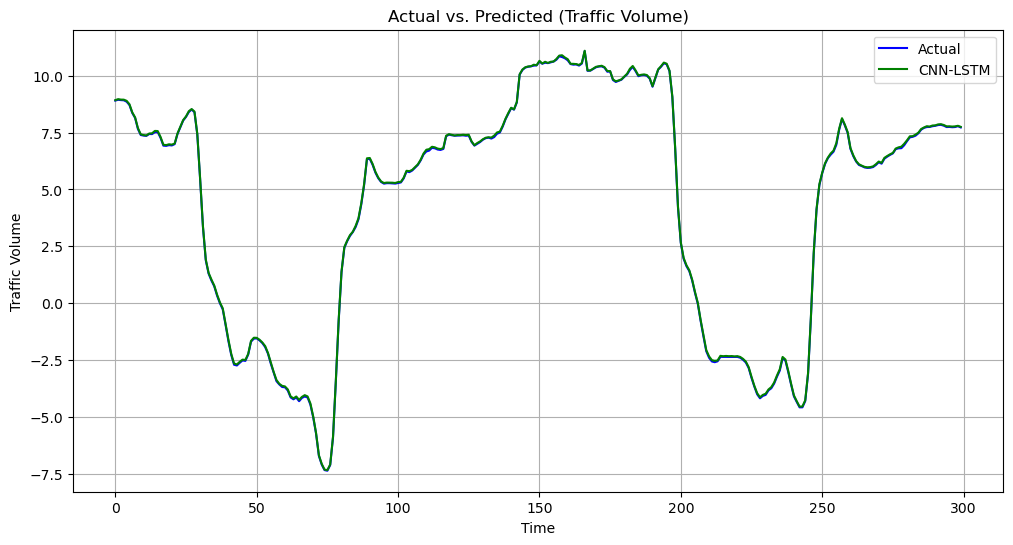 Actual vs. Predicted (Traffic Volume)
Actual
CNN-LSTM
Traffic Volume
10.0
7.5
5.0
2.5
0.0
−2.5
−5.0
−7.5
0 50 100 150 200 250 300
Time